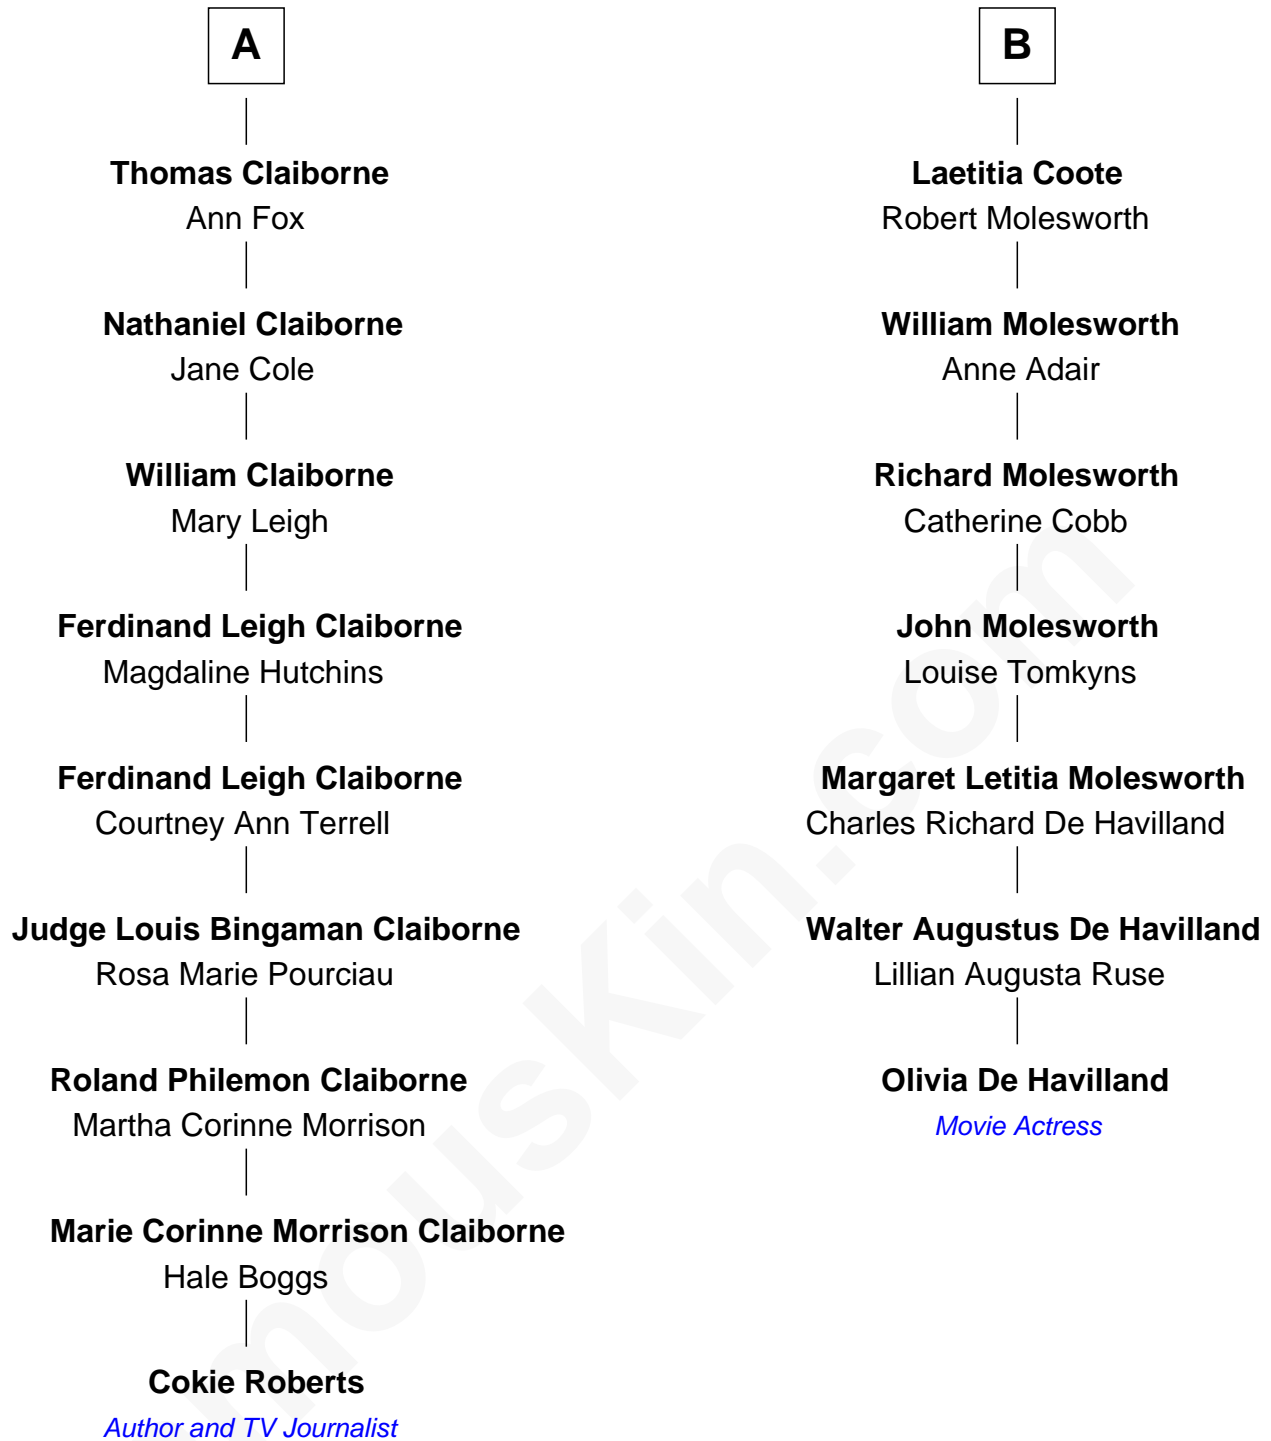 A
Thomas Claiborne
Ann Fox
Nathaniel Claiborne
Jane Cole
William Claiborne
Mary Leigh
Ferdinand Leigh Claiborne
Magdaline Hutchins
Ferdinand Leigh Claiborne
Courtney Ann Terrell
Judge Louis Bingaman Claiborne
Rosa Marie Pourciau
Roland Philemon Claiborne
Martha Corinne Morrison
Marie Corinne Morrison Claiborne
Hale Boggs
Cokie Roberts
Author and TV Journalist
B
Laetitia Coote
Robert Molesworth
William Molesworth
Anne Adair
Richard Molesworth
Catherine Cobb
John Molesworth
Louise Tomkyns
Margaret Letitia Molesworth
Charles Richard De Havilland
Walter Augustus De Havilland
Lillian Augusta Ruse
Olivia De Havilland
Movie Actress
mousKin.com